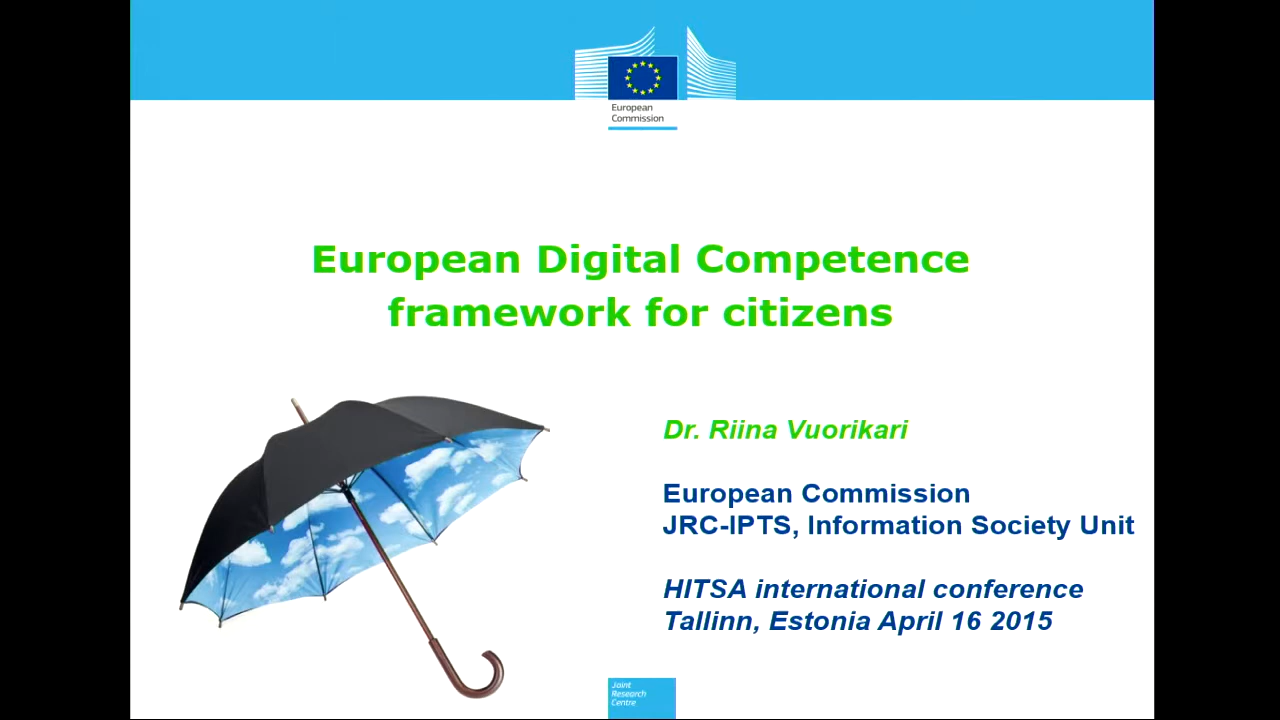 European
Commission
European Digital Competence
framework for citizens
Dr. Riina Vuorikari
European Commission
JRC-IPTS, Information Society Unit
HITSA international conference
Tallinn, Estonia April 16 2015
Joint
Research
Centre